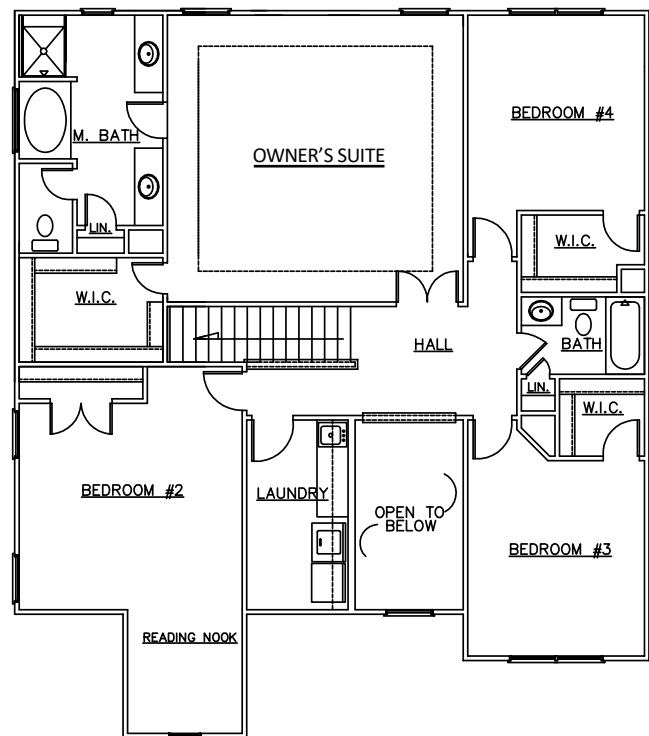 BEDROOM #4
M. BATH
OWNER'S SUITE
LIN.
W.I.C.
W.I.C.
HALL
BATH
LIN.
W.I.C.
BEDROOM #2
LAUNDRY
OPEN TO
BELOW
BEDROOM #3
READING NOOK